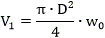 V₁ = π · D² / 4 · w₀